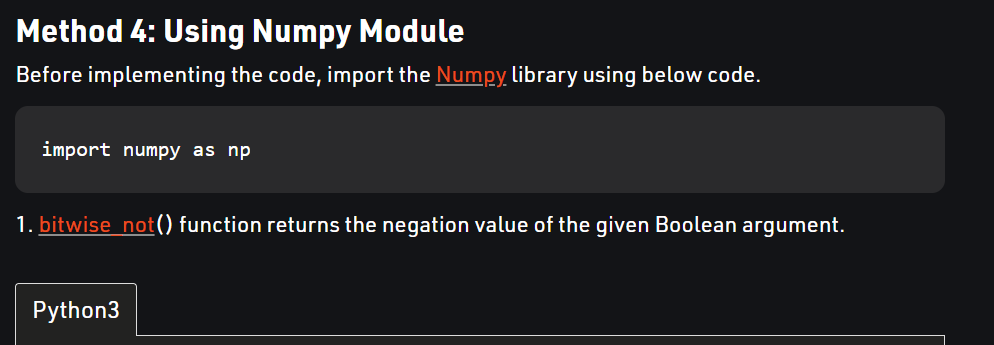 Method 4: Using Numpy Module
Before implementing the code, import the Numpy library using below code.
import numpy as np
1. bitwise_not() function returns the negation value of the given Boolean argument.
Python3